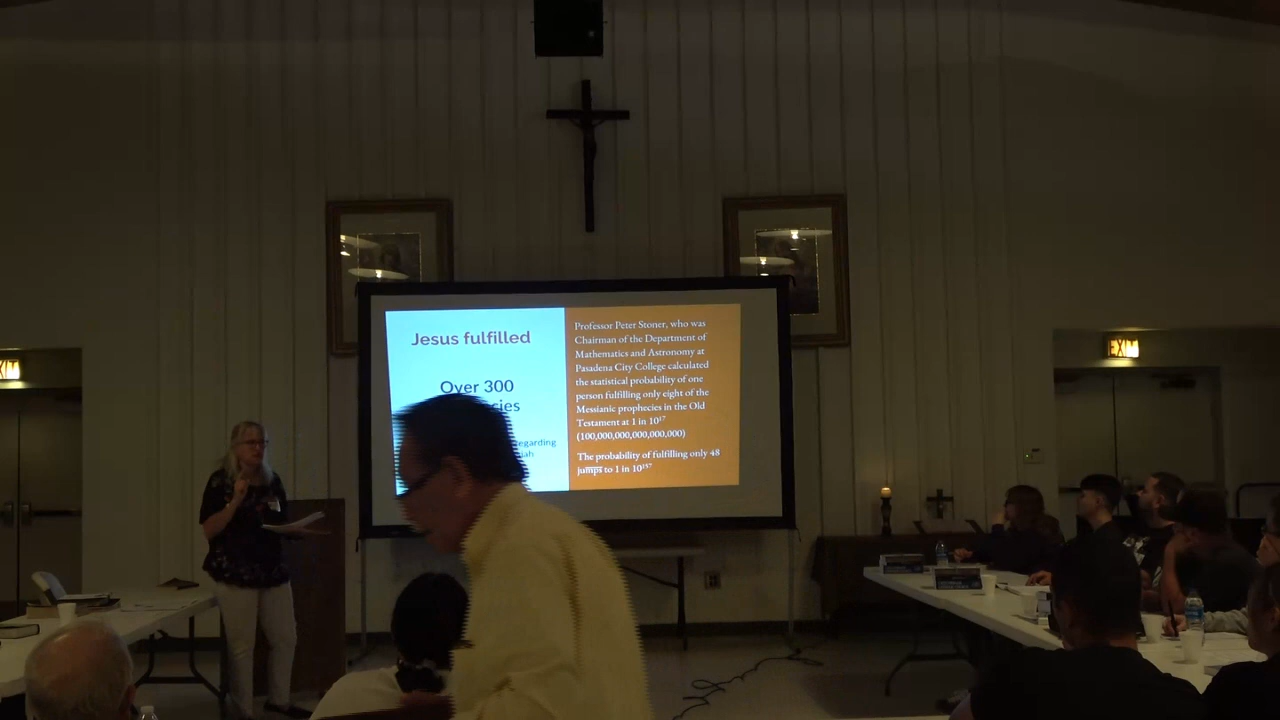 EXIT
Jesus fulfilled
Over 300
regarding
Professor Peter Stoner, who was
Chairman of the Department of
Mathematics and Astronomy at
Pasadena City College calculated
the statistical probability of one
person fulfilling only eight of the
Messianic prophecies in the Old
Testament at 1 in 10¹⁷
(100,000,000,000,000,000)
The probability of fulfilling only 48
jumps to 1 in 10¹⁵⁷